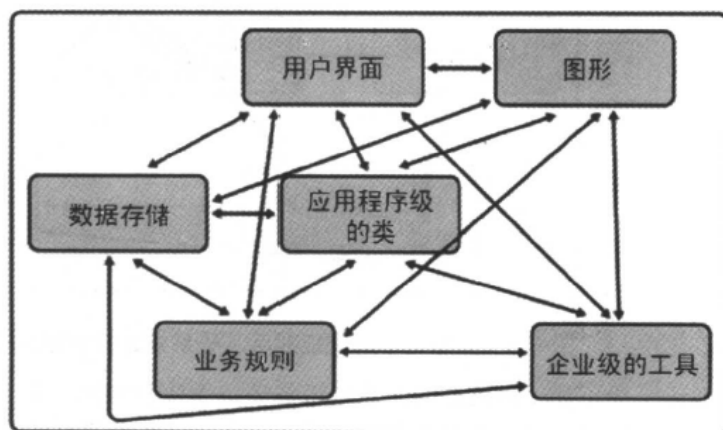 用户界面
图形
数据存储
应用程序级
的类
业务规则
企业级的工具